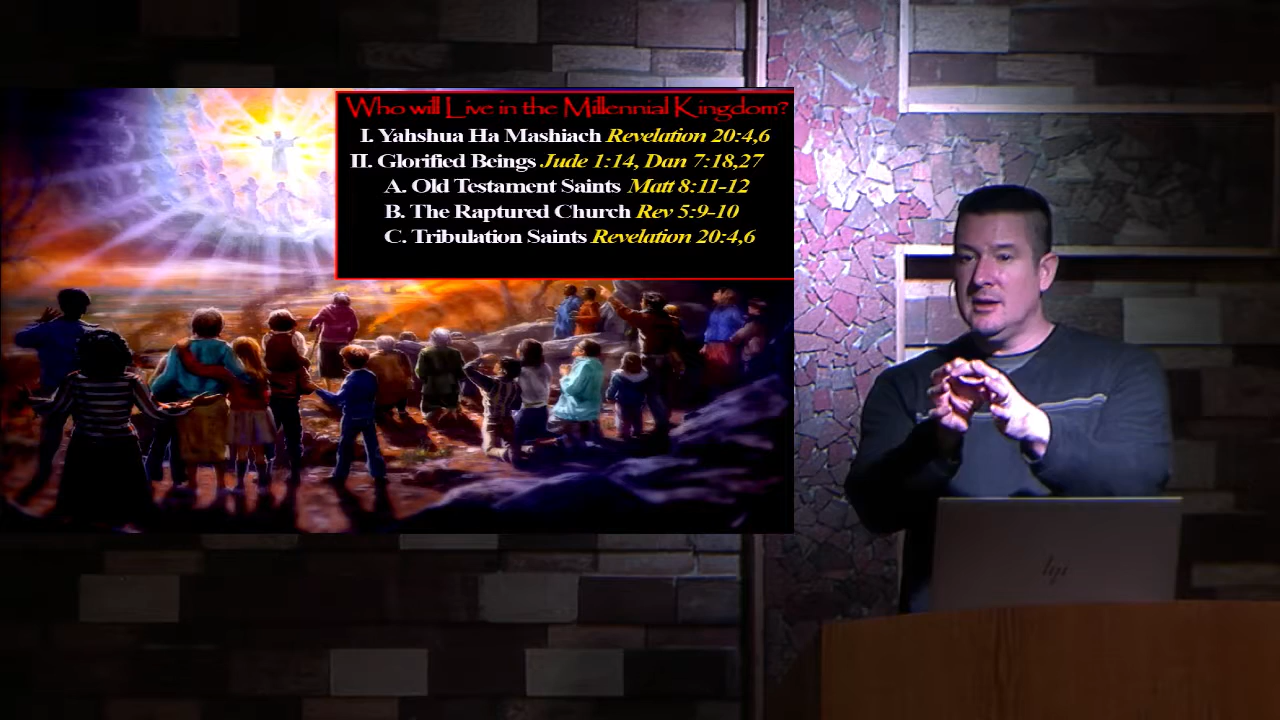 Who will Live in the Millennial Kingdom?
I. Yahshua Ha Mashiach Revelation 20:4,6
II. Glorified Beings Jude 1:14, Dan 7:18,27
A. Old Testament Saints Matt 8:11-12
B. The Raptured Church Rev 5:9-10
C. Tribulation Saints Revelation 20:4,6
hp